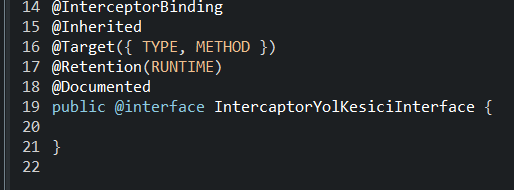 14 @InterceptorBinding
15 @Inherited
16 @Target({ TYPE, METHOD })
17 @Retention(RUNTIME)
18 @Documented
19 public @interface IntercaptorYolKesiciInterface {
20
21 }
22